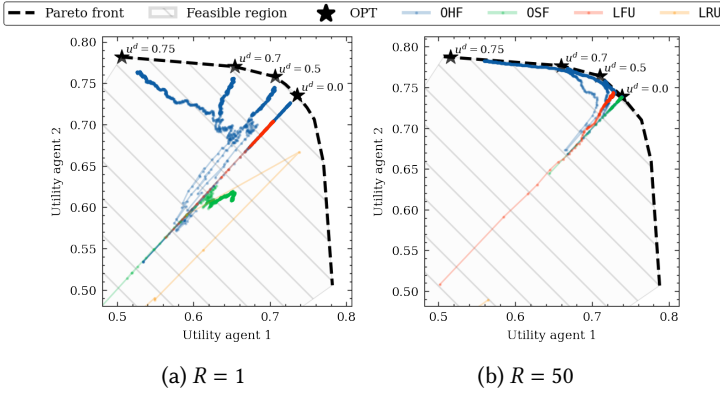 Pareto front Feasible region OPT OHF OSF LFU LRU
0.80
0.75
0.70
0.65
0.60
0.55
0.50
Utility agent 2
u^d = 0.75
u^d = 0.7
u^d = 0.5
u^d = 0.0
0.5 0.6 0.7 0.8
Utility agent 1
(a) R = 1
0.80
0.75
0.70
0.65
0.60
0.55
0.50
Utility agent 2
u^d = 0.75
u^d = 0.7
u^d = 0.5
u^d = 0.0
0.5 0.6 0.7 0.8
Utility agent 1
(b) R = 50